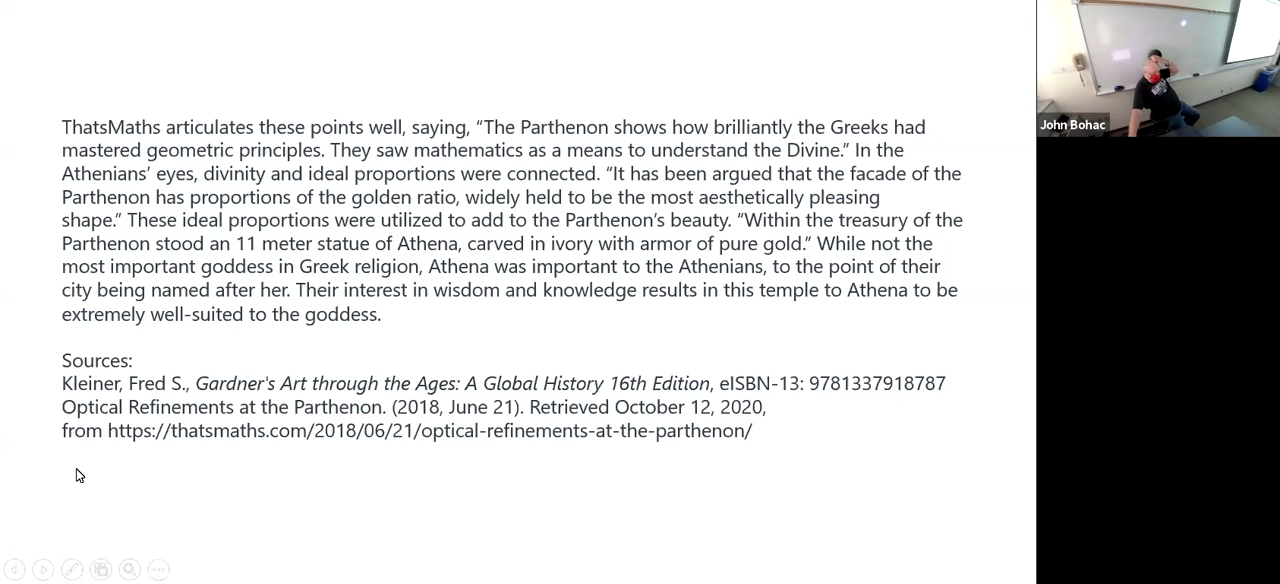 ThatsMaths articulates these points well, saying, “The Parthenon shows how brilliantly the Greeks had
mastered geometric principles. They saw mathematics as a means to understand the Divine.” In the
Athenians’ eyes, divinity and ideal proportions were connected. “It has been argued that the facade of the
Parthenon has proportions of the golden ratio, widely held to be the most aesthetically pleasing
shape.” These ideal proportions were utilized to add to the Parthenon’s beauty. “Within the treasury of the
Parthenon stood an 11 meter statue of Athena, carved in ivory with armor of pure gold.” While not the
most important goddess in Greek religion, Athena was important to the Athenians, to the point of their
city being named after her. Their interest in wisdom and knowledge results in this temple to Athena to be
extremely well-suited to the goddess.
Sources:
Kleiner, Fred S., Gardner's Art through the Ages: A Global History 16th Edition, eISBN-13: 9781337918787
Optical Refinements at the Parthenon. (2018, June 21). Retrieved October 12, 2020,
from https://thatsmaths.com/2018/06/21/optical-refinements-at-the-parthenon/
John Bohac